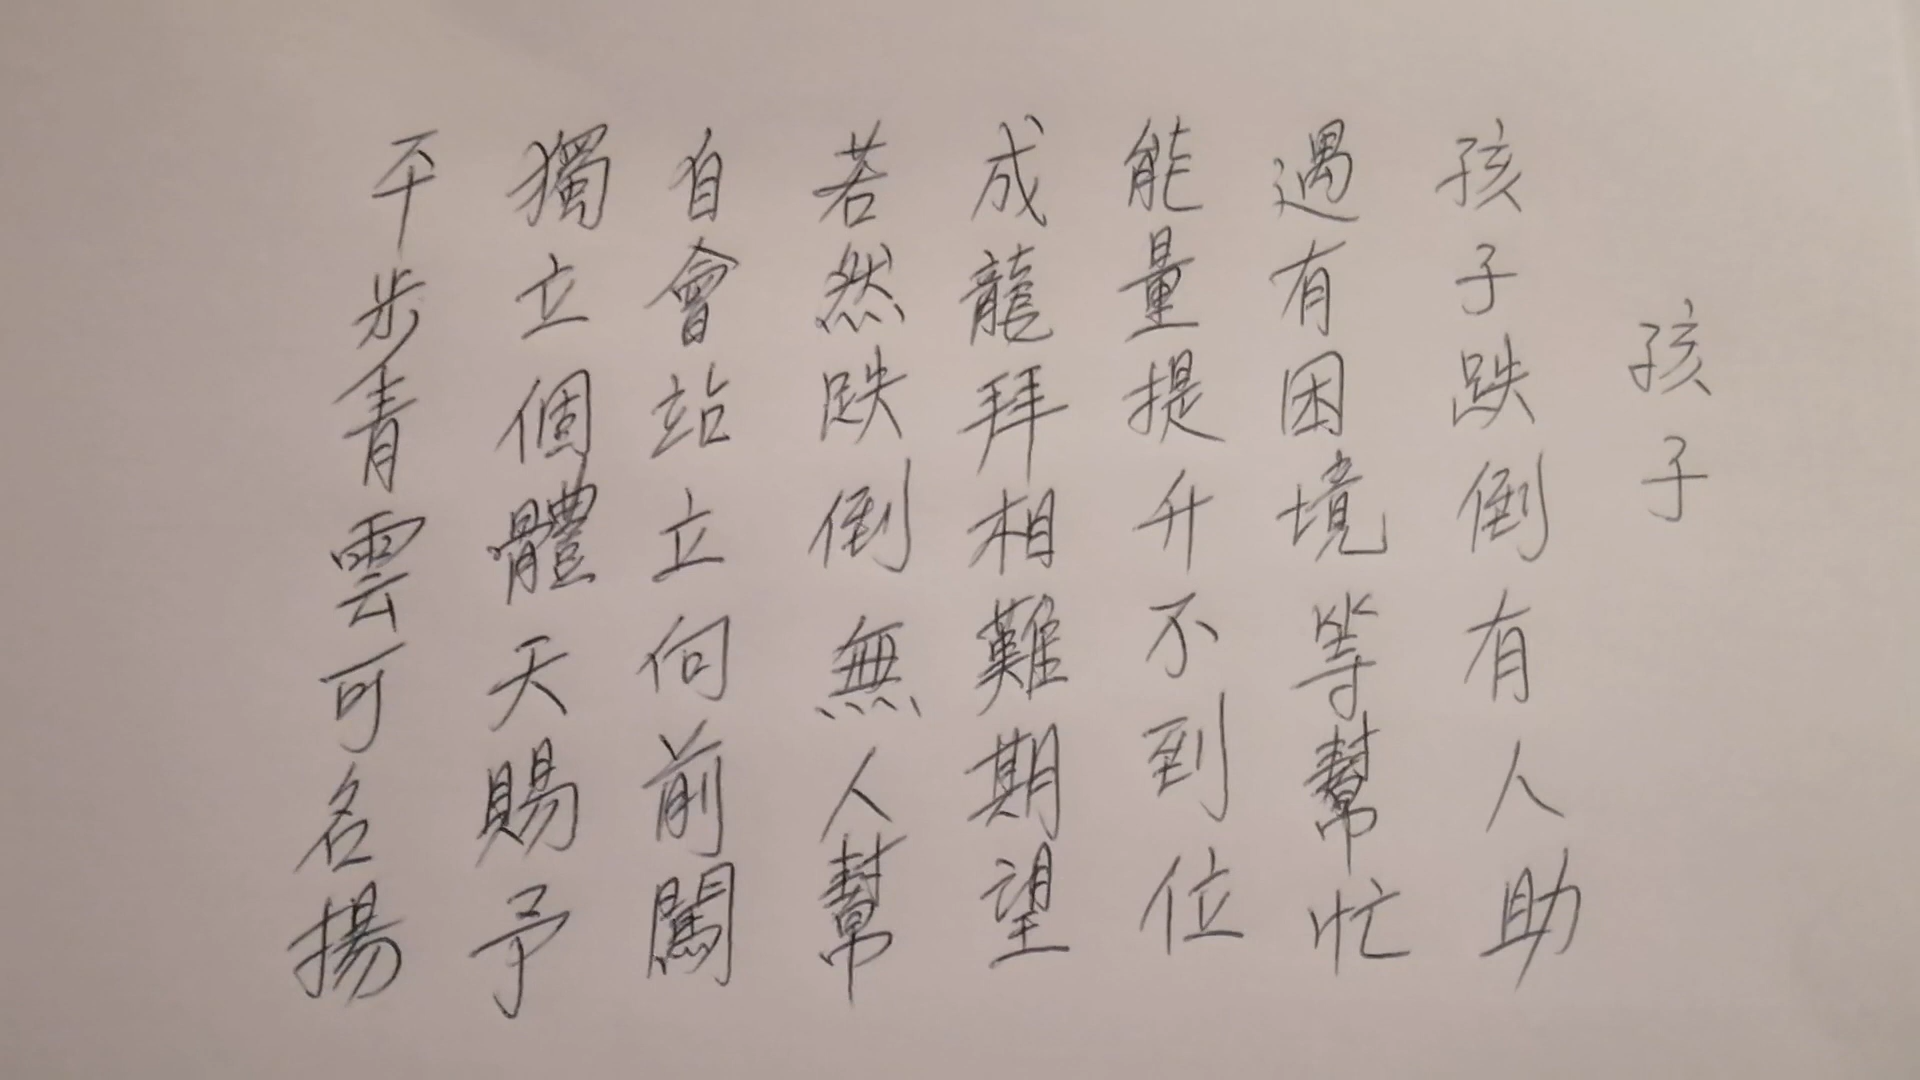 孩子
孩子跌倒有人助
遇有困境等幫忙
能量提升不到位
成龍拜相難期望
若然跌倒無人幫
自會站立向前闖
獨立個體天賜予
平步青雲可名揚